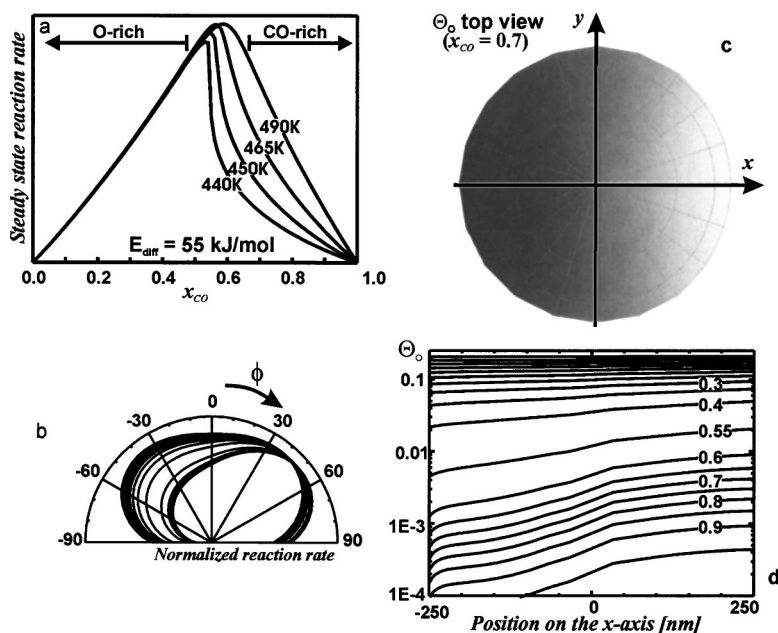 a
O-rich
CO-rich
Steady state reaction rate
490K
465K
450K
440K
E_diff = 55 kJ/mol
0.0 0.2 0.4 0.6 0.8 1.0
x_CO
Θ_o top view
(x_co = 0.7)
y
c
x
b
ϕ
-90 -60 -30 0 30 60 90
Normalized reaction rate
Θ_o
0.1
0.01
1E-3
1E-4
0.3
0.4
0.55
0.6
0.7
0.8
0.9
d
-250 0 250
Position on the x-axis [nm]